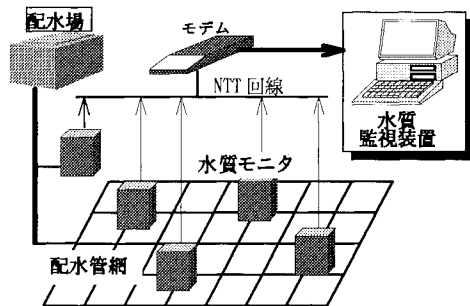 配水場
モデム
NTT 回線
水質
監視装置
水質モニタ
配水管網